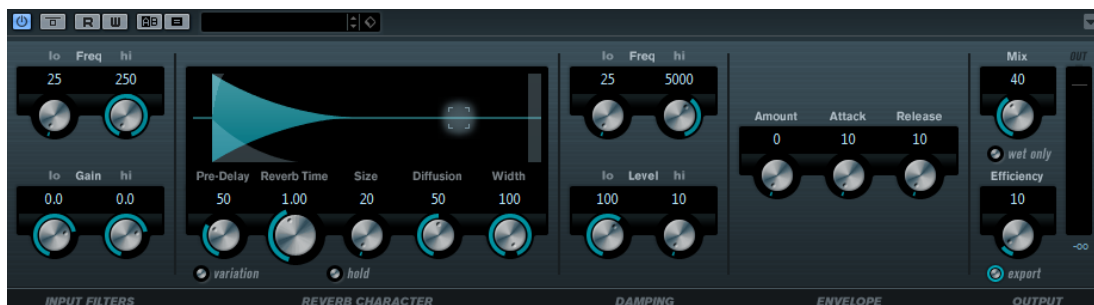 R W A B
lo Freq hi
25 250
lo Gain hi
0.0 0.0
Pre-Delay Reverb Time Size Diffusion Width
50 1.00 20 50 100
variation hold
lo Freq hi
25 5000
lo Level hi
100 10
Amount Attack Release
0 10 10
Mix OUT
40
wet only
Efficiency
10
-∞
export
INPUT FILTERS REVERB CHARACTER DAMPING ENVELOPE OUTPUT